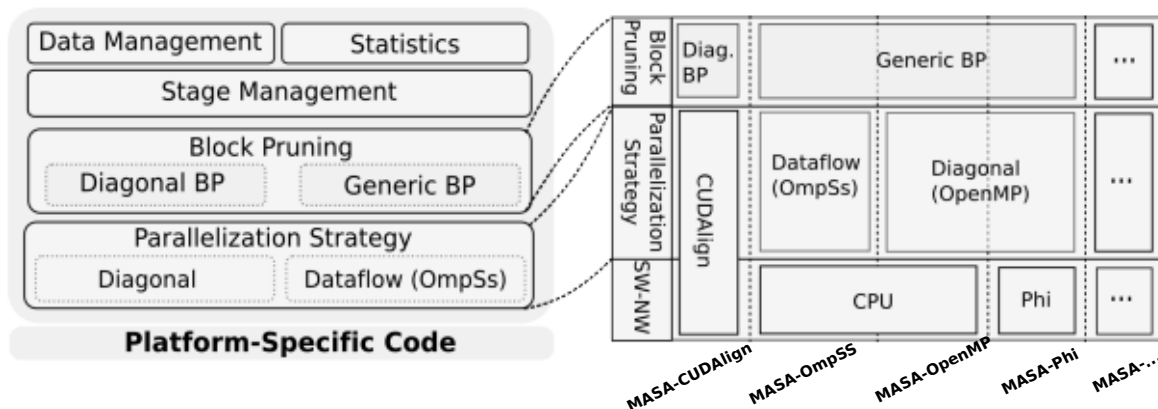 Data Management
Statistics
Stage Management
Block Pruning
Diagonal BP
Generic BP
Parallelization Strategy
Diagonal
Dataflow (OmpSs)
Platform-Specific Code
Block
Pruning
Diag.
BP
Generic BP
...
Parallelization
Strategy
CUDAlign
Dataflow
(OmpSs)
Diagonal
(OpenMP)
...
SW-NW
CPU
Phi
...
MASA-CUDAlign
MASA-OmpSS
MASA-OpenMP
MASA-Phi
MASA-...